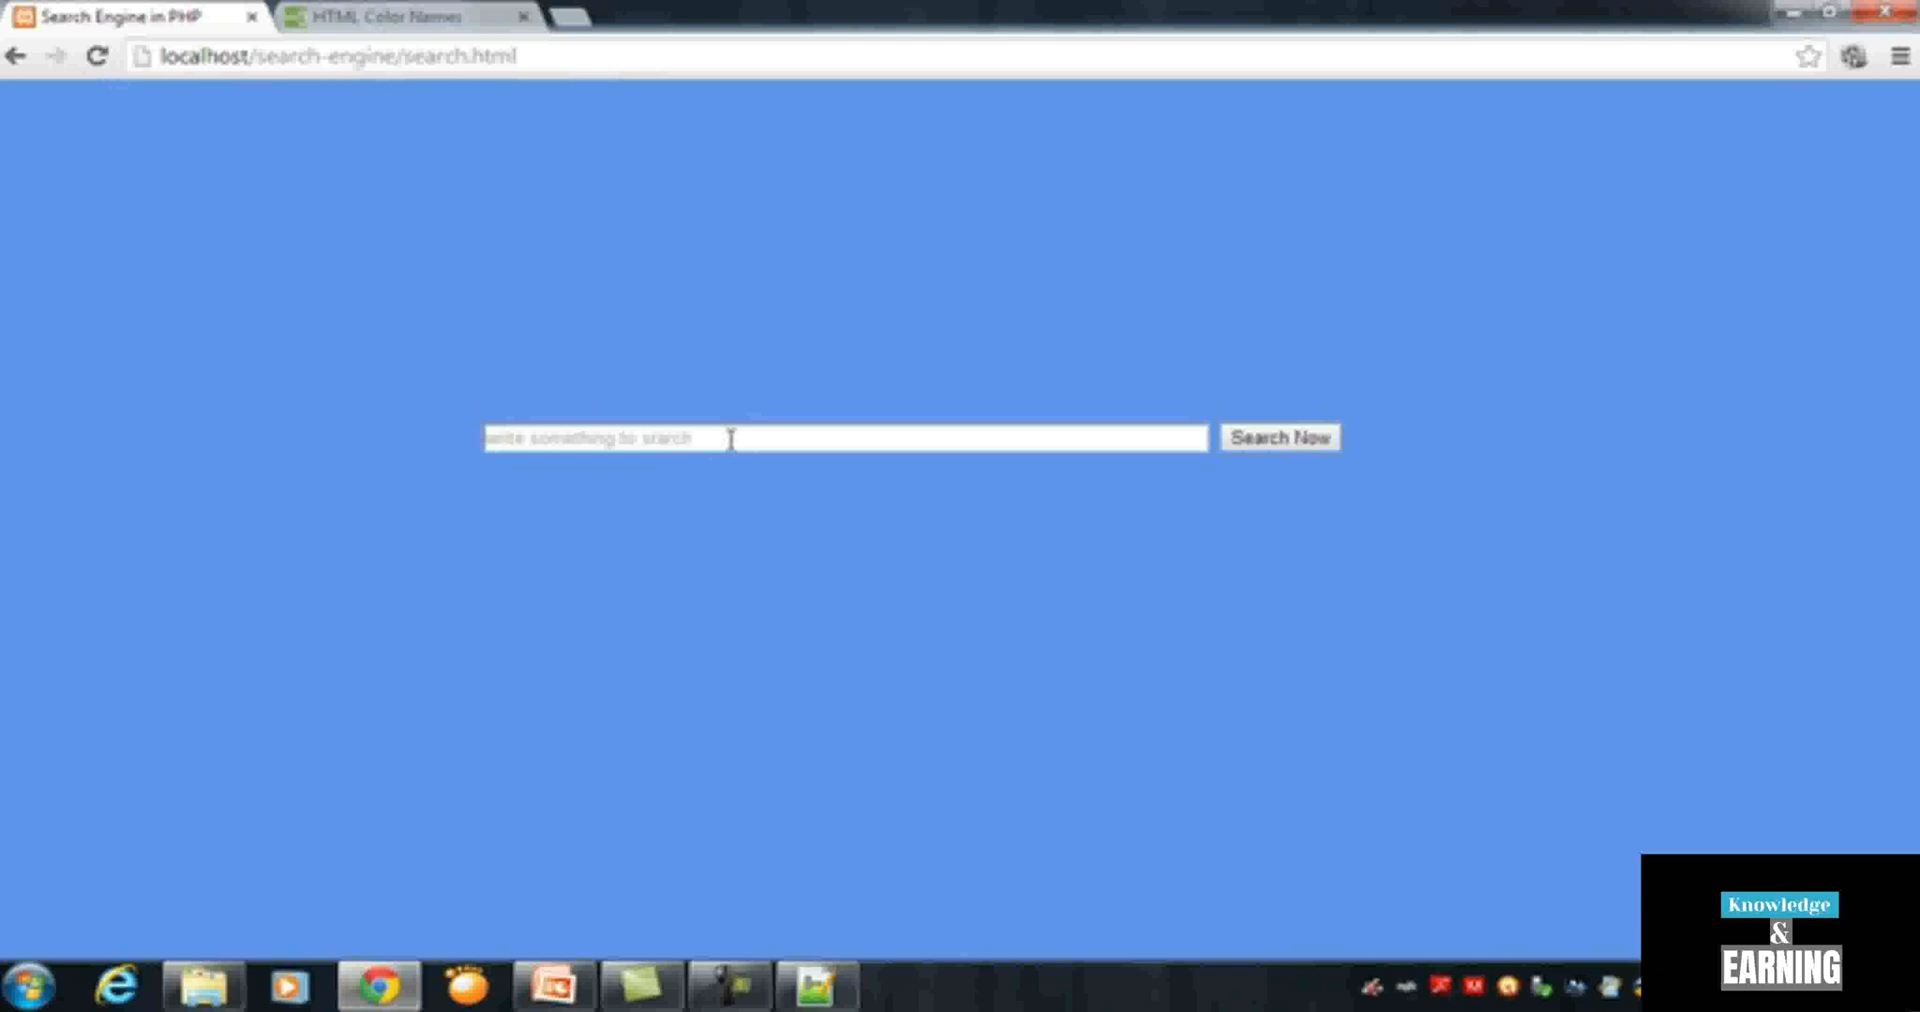 Search Engine in PHP
HTML Color Names
localhost/search-engine/search.html
write something to srarch
Search Now
Knowledge
&
EARNING